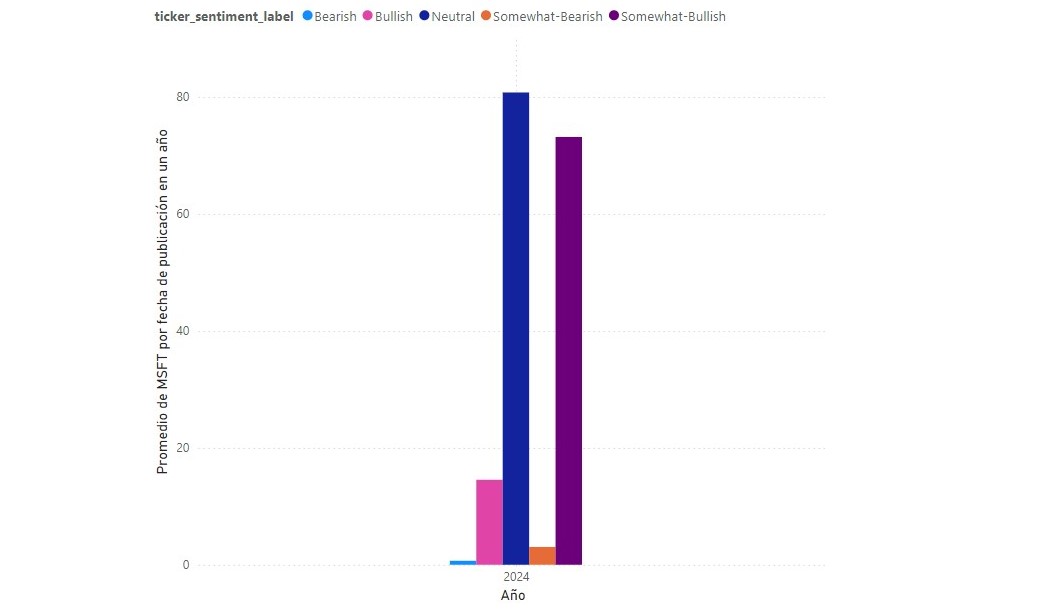 ticker_sentiment_label Bearish Bullish Neutral Somewhat-Bearish Somewhat-Bullish
Promedio de MSFT por fecha de publicación en un año
80
60
40
20
0
2024
Año